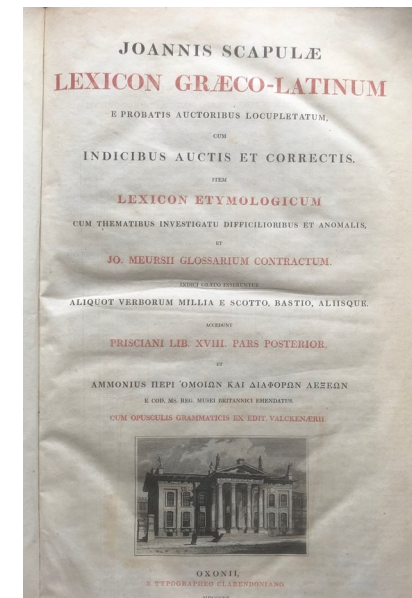 JOANNIS SCAPULÆ
LEXICON GRÆCO-LATINUM
E PROBATIS AUCTORIBUS LOCUPLETATUM,
CUM
INDICIBUS AUCTIS ET CORRECTIS.
ITEM
LEXICON ETYMOLOGICUM
CUM THEMATIBUS INVESTIGATU DIFFICILIORIBUS ET ANOMALIS,
ET
JO. MEURSII GLOSSARIUM CONTRACTUM.
INDICI GRÆCO INSERUNTUR
ALIQUOT VERBORUM MILLIA E SCOTTO, BASTIO, ALIISQUE.
ACCEDUNT
PRISCIANI LIB. XVIII. PARS POSTERIOR,
ET
AMMONIUS ΠΕΡΙ ὉΜΟΙΩΝ ΚΑΙ ΔΙΑΦΟΡΩΝ ΛΕΞΕΩΝ
E COD. MS. REG. MUSEI BRITANNICI EMENDATUS.
CUM OPUSCULIS GRAMMATICIS EX EDIT. VALCKENÆRII.
OXONII,
E TYPOGRAPHEO CLARENDONIANO.